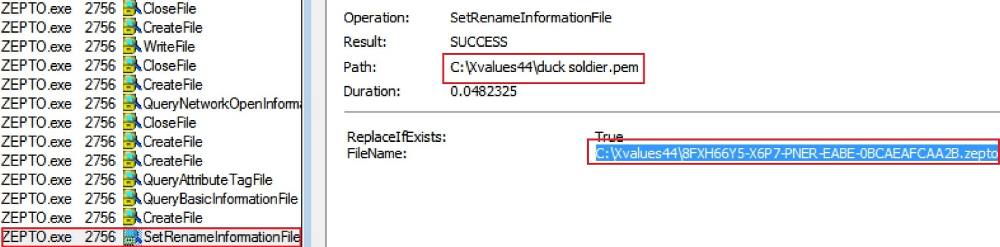 ZEPTO.exe 2756 CloseFile
ZEPTO.exe 2756 CreateFile
ZEPTO.exe 2756 WriteFile
ZEPTO.exe 2756 CloseFile
ZEPTO.exe 2756 CreateFile
ZEPTO.exe 2756 QueryNetworkOpenInforma
ZEPTO.exe 2756 CloseFile
ZEPTO.exe 2756 CreateFile
ZEPTO.exe 2756 CreateFile
ZEPTO.exe 2756 QueryAttributeTagFile
ZEPTO.exe 2756 QueryBasicInformationFile
ZEPTO.exe 2756 CreateFile
ZEPTO.exe 2756 SetRenameInformationFile
Operation: SetRenameInformationFile
Result: SUCCESS
Path: C:\Xvalues44\duck soldier.pem
Duration: 0.0482325
ReplaceIfExists: True
FileName: C:\Xvalues44\8FXH66Y5-X6P7-PNER-EABE-0BCAEAFCAA2B.zepto